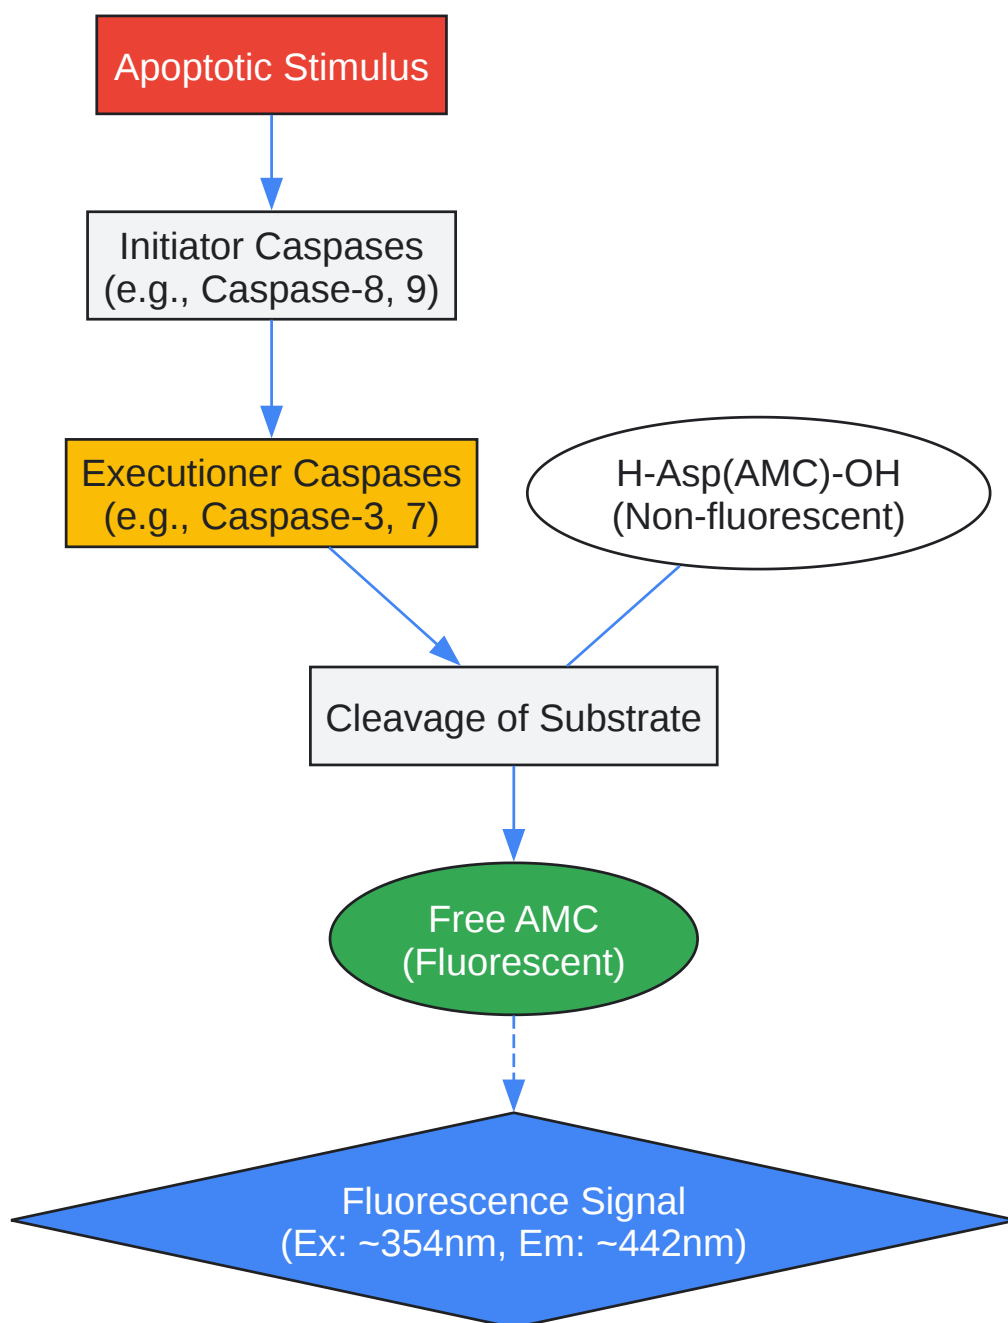 Apoptotic Stimulus
Initiator Caspases
(e.g., Caspase-8, 9)
Executioner Caspases
(e.g., Caspase-3, 7)
H-Asp(AMC)-OH
(Non-fluorescent)
Cleavage of Substrate
Free AMC
(Fluorescent)
Fluorescence Signal
(Ex: ~354nm, Em: ~442nm)